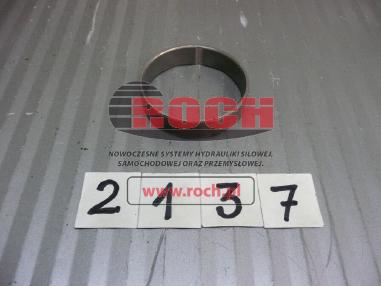 ROCH
NOWOCZESNE SYSTEMY HYDRAULIKI SIŁOWEJ,
SAMOCHODOWEJ ORAZ PRZEMYSŁOWEJ.
www.roch.pl
2 1 3 7